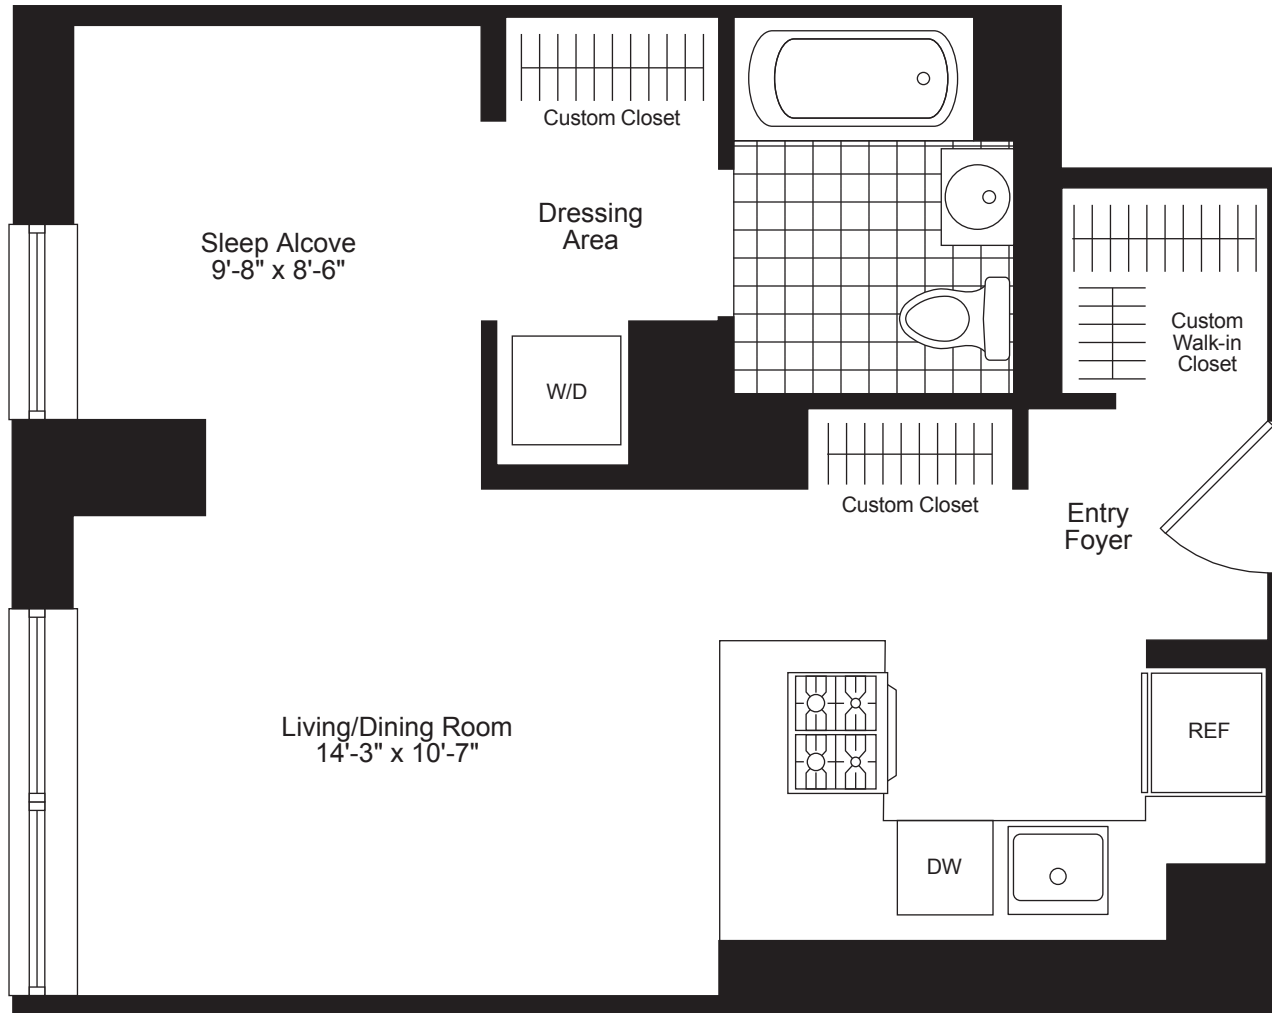 Custom Closet
Dressing
Area
Sleep Alcove
9'-8" x 8'-6"
Custom
Walk-in
Closet
W/D
Custom Closet
Entry
Foyer
Living/Dining Room
14'-3" x 10'-7"
REF
DW